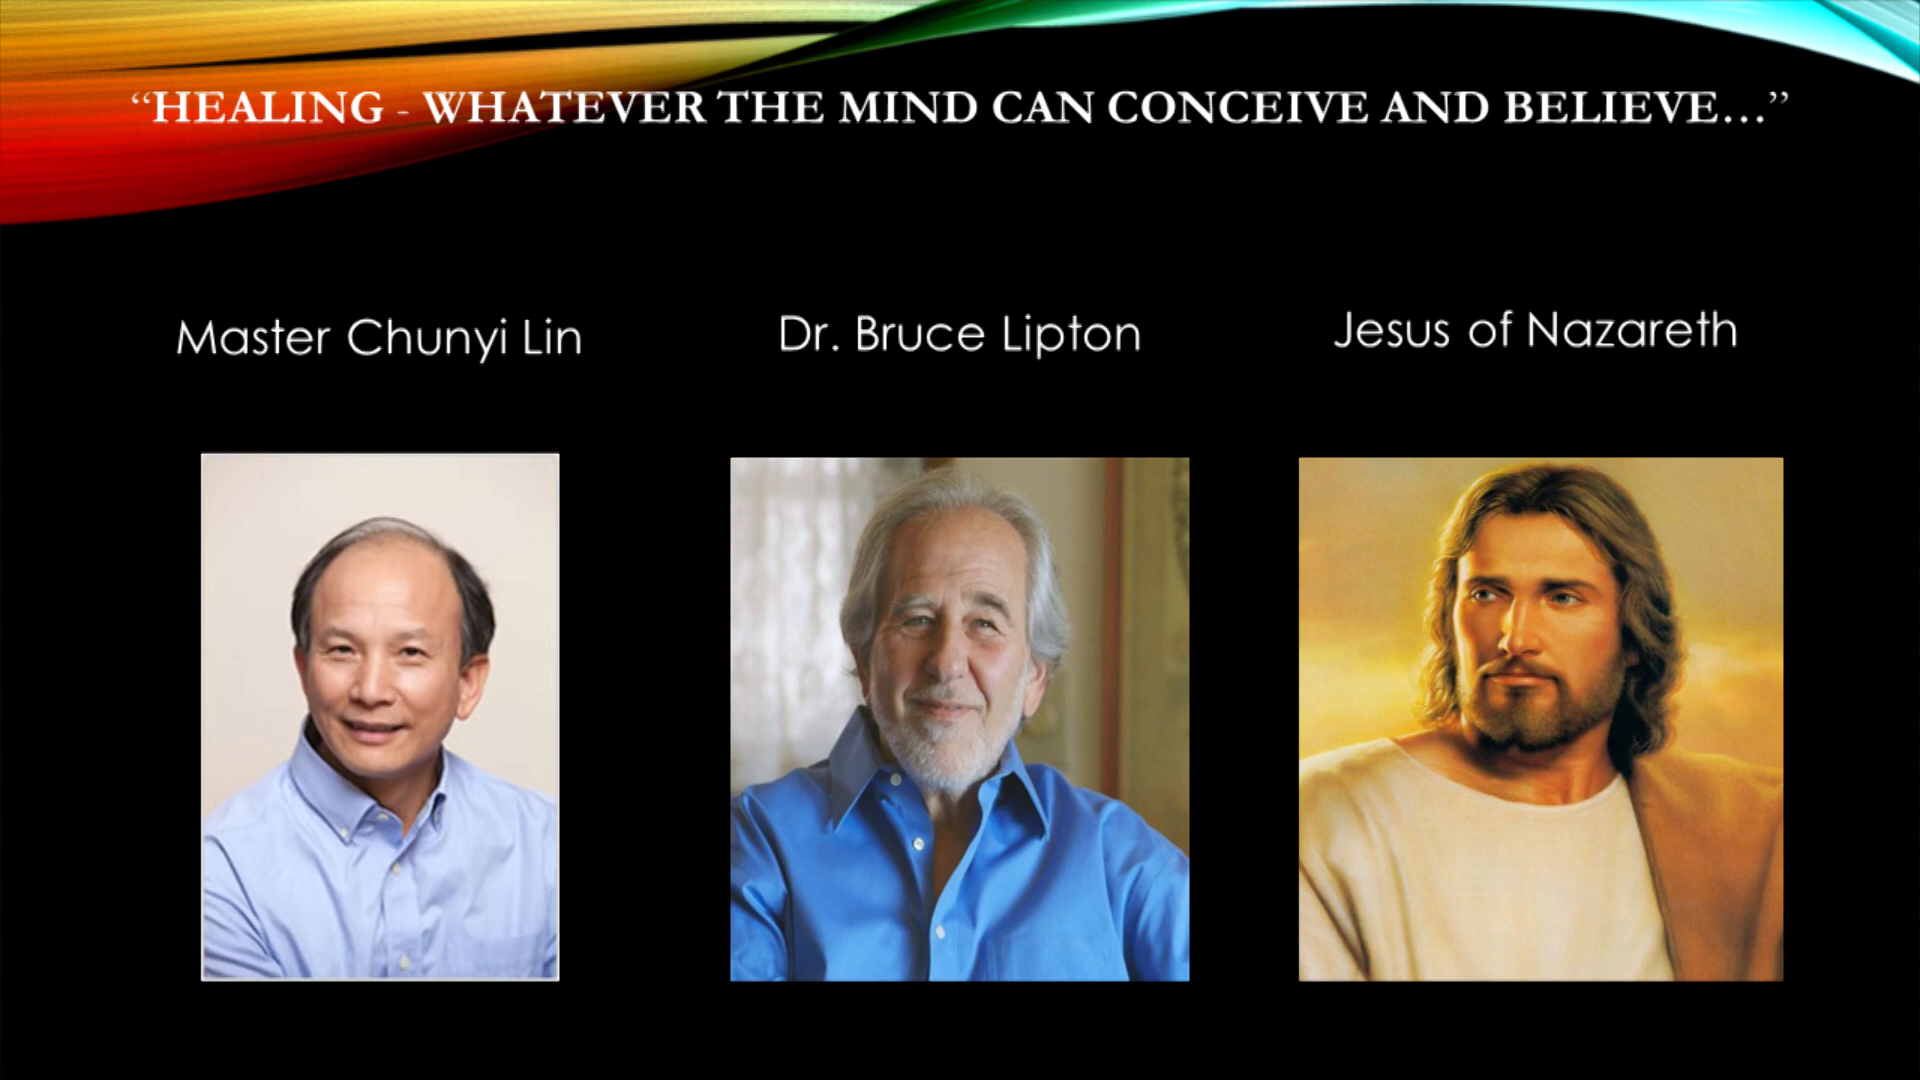 “HEALING - WHATEVER THE MIND CAN CONCEIVE AND BELIEVE…”
Master Chunyi Lin
Dr. Bruce Lipton
Jesus of Nazareth